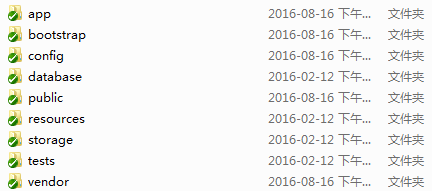 app 2016-08-16 下午... 文件夹
bootstrap 2016-08-16 下午... 文件夹
config 2016-08-16 下午... 文件夹
database 2016-02-12 下午... 文件夹
public 2016-08-16 下午... 文件夹
resources 2016-08-16 下午... 文件夹
storage 2016-02-12 下午... 文件夹
tests 2016-02-12 下午... 文件夹
vendor 2016-08-16 下午... 文件夹